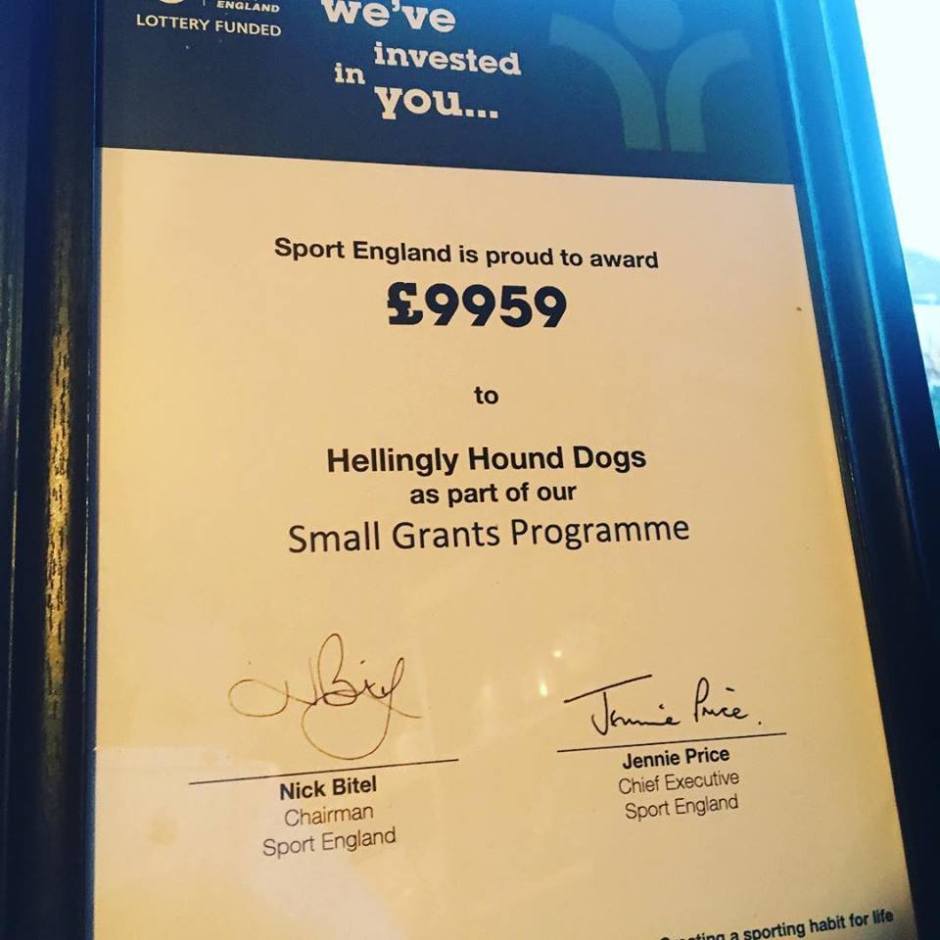 ENGLAND
LOTTERY FUNDED
we've
invested
in
you...
Sport England is proud to award
£9959
to
Hellingly Hound Dogs
as part of our
Small Grants Programme
Jennie Price.
Nick Bitel
Chairman
Sport England
Jennie Price
Chief Executive
Sport England
a sporting habit for life